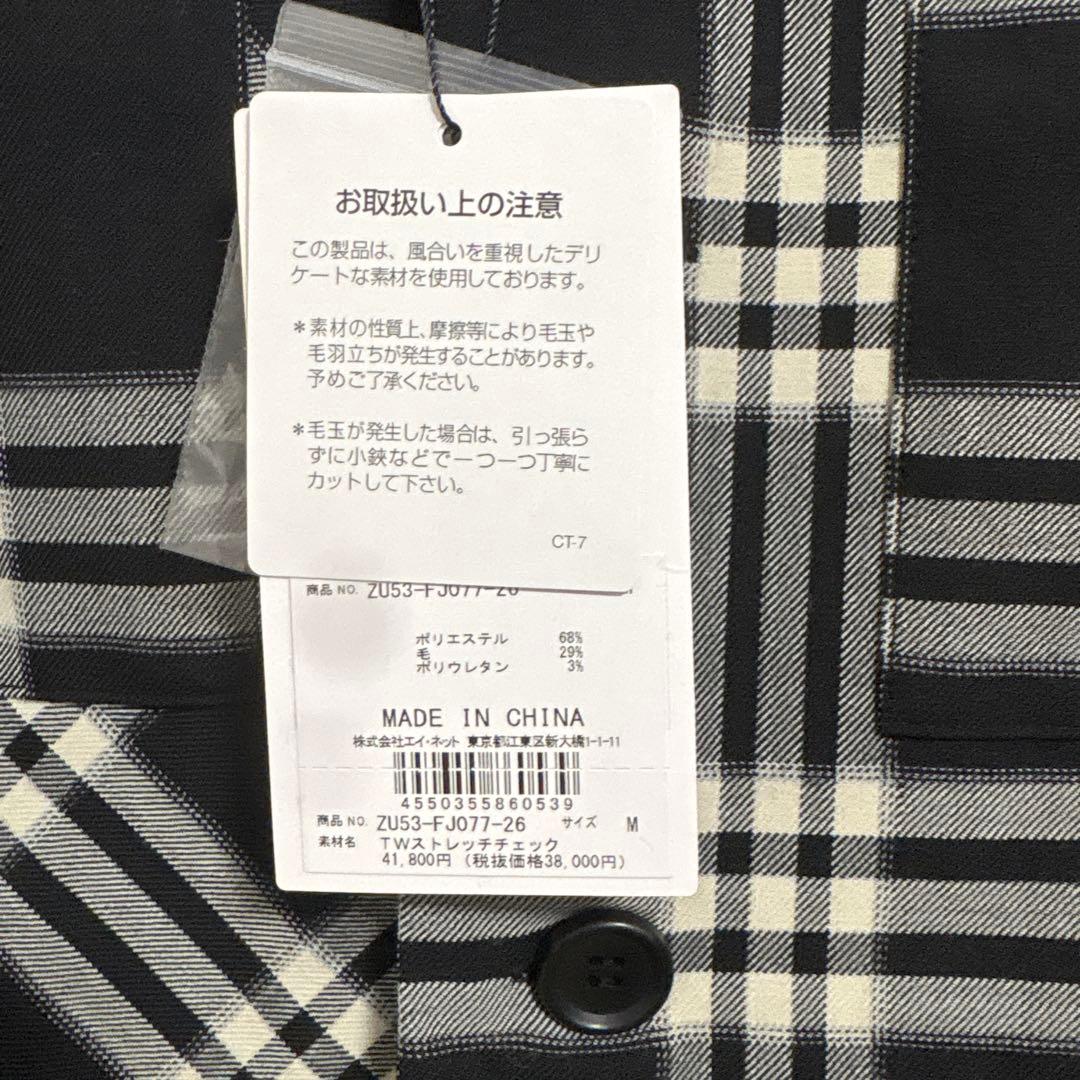 お取扱い上の注意
この製品は、風合いを重視したデリ
ケートな素材を使用しております。
＊素材の性質上、摩擦等により毛玉や
毛羽立ちが発生することがあります。
予めご了承ください。
＊毛玉が発生した場合は、引っ張ら
ずに小鋏などで一つ一つ丁寧に
カットして下さい。
CT-7
商品 NO. ZU53-FJ077-26
ポリエステル 68%
毛 29%
ポリウレタン 3%
MADE IN CHINA
株式会社エイ・ネット 東京都江東区新大橋1-1-11
4550355860539
商品 NO. ZU53-FJ077-26 サイズ M
素材名 TWストレッチチェック
41,800円 (税抜価格38,000円)